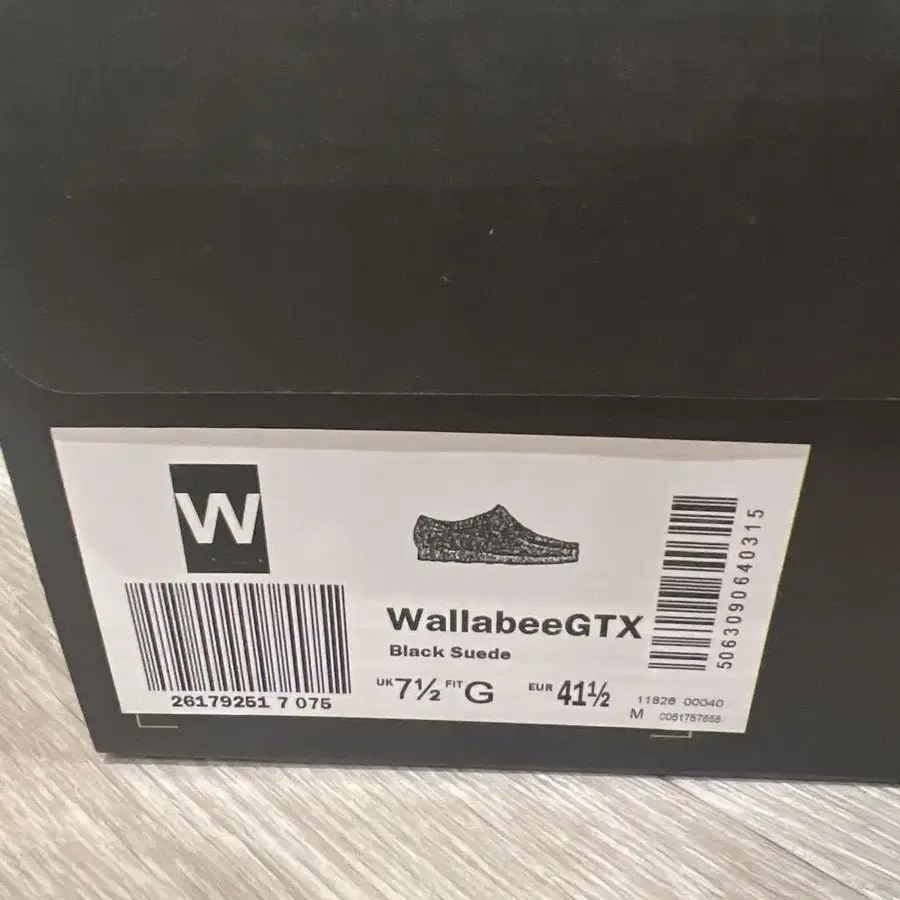 W
26179251 7 075
WallabeeGTX
Black Suede
UK 7½ FIT G EUR 41½
11826 00040
M
5063090640315